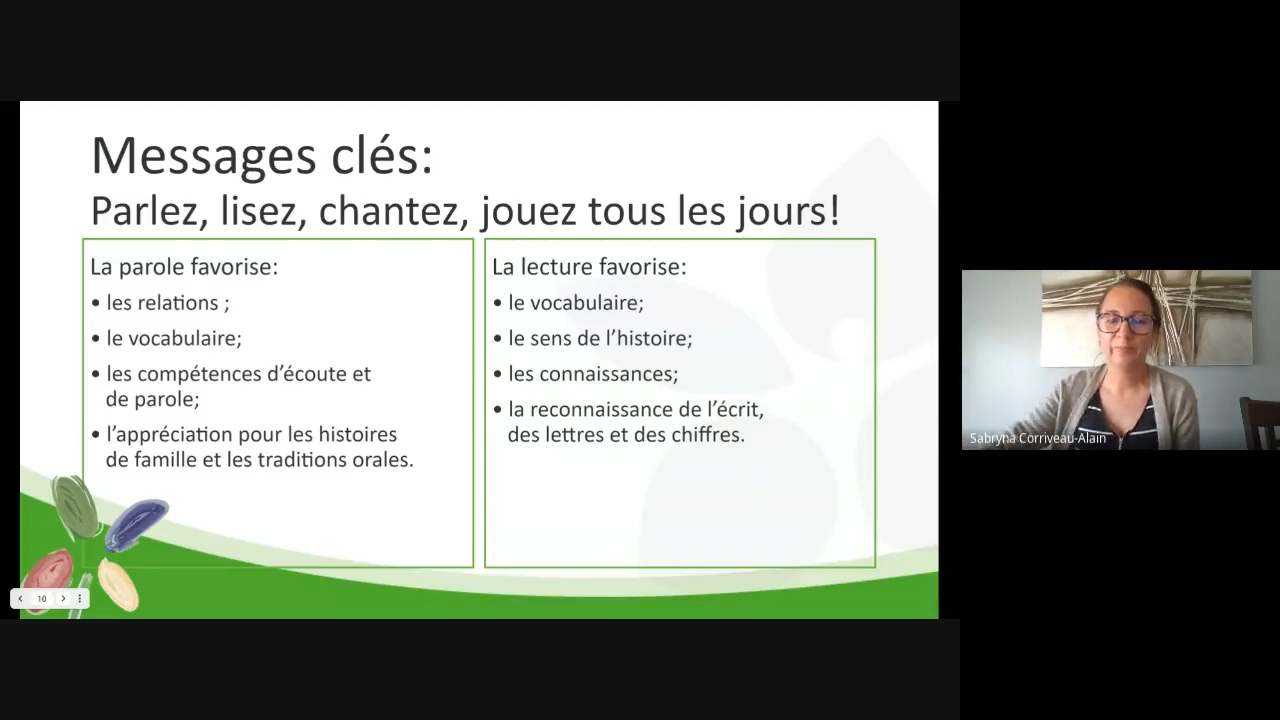 Messages clés:
Parlez, lisez, chantez, jouez tous les jours!
La parole favorise:
• les relations ;
• le vocabulaire;
• les compétences d’écoute et
de parole;
• l’appréciation pour les histoires
de famille et les traditions orales.
La lecture favorise:
• le vocabulaire;
• le sens de l’histoire;
• les connaissances;
• la reconnaissance de l’écrit,
des lettres et des chiffres.
10
Sabryna Corriveau-Alain